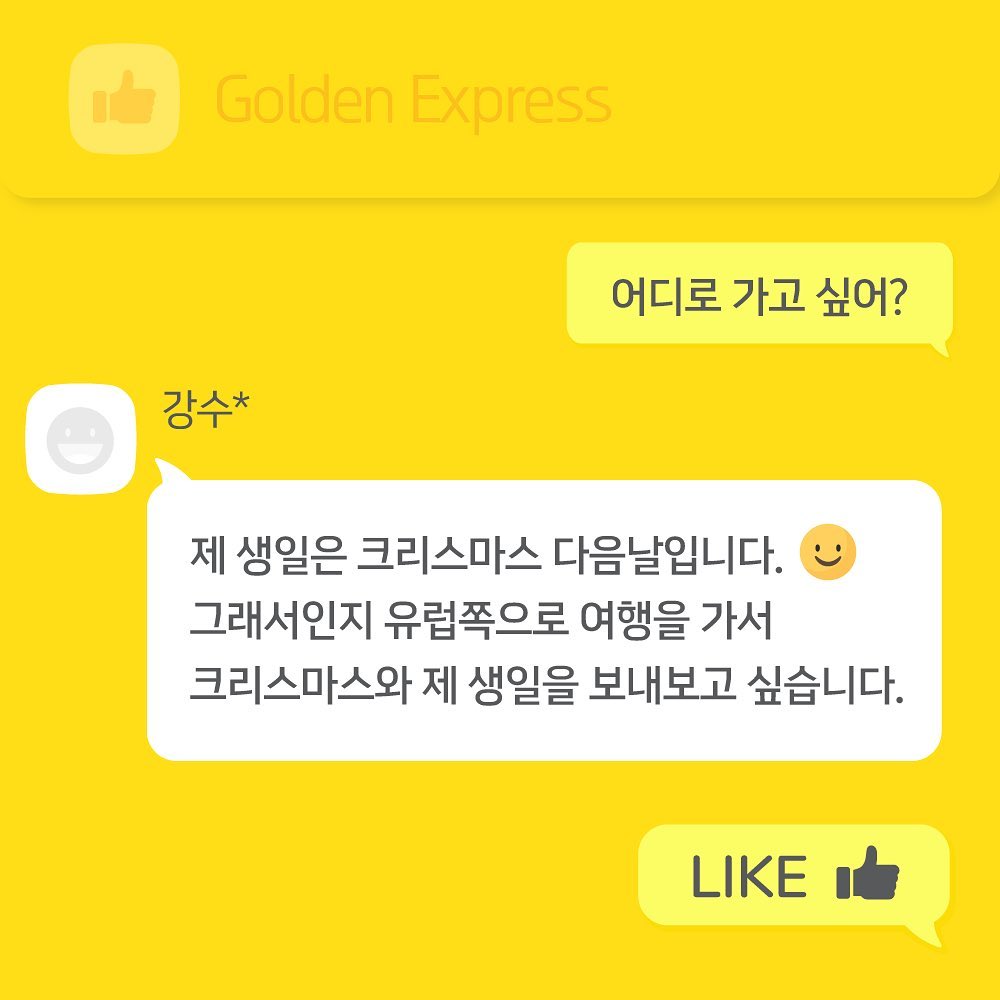 Golden Express
어디로 가고 싶어?
강수*
제 생일은 크리스마스 다음날입니다.
그래서인지 유럽쪽으로 여행을 가서
크리스마스와 제 생일을 보내보고 싶습니다.
LIKE